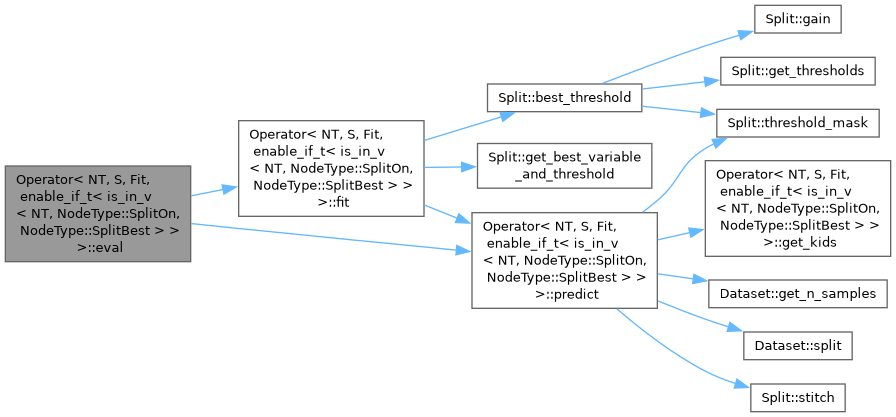 Operator< NT, S, Fit,
enable_if_t< is_in_v
< NT, NodeType::SplitOn,
NodeType::SplitBest > >
>::eval
Operator< NT, S, Fit,
enable_if_t< is_in_v
< NT, NodeType::SplitOn,
NodeType::SplitBest > >
>::fit
Split::best_threshold
Split::get_best_variable
_and_threshold
Operator< NT, S, Fit,
enable_if_t< is_in_v
< NT, NodeType::SplitOn,
NodeType::SplitBest > >
>::predict
Split::gain
Split::get_thresholds
Split::threshold_mask
Operator< NT, S, Fit,
enable_if_t< is_in_v
< NT, NodeType::SplitOn,
NodeType::SplitBest > >
>::get_kids
Dataset::get_n_samples
Dataset::split
Split::stitch